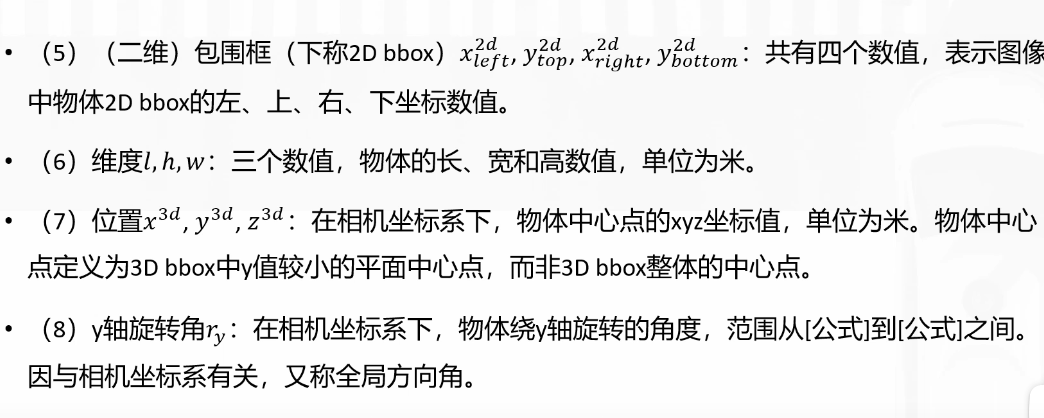 • （5）（二维）包围框（下称2D bbox）$x_{left}^{2d}, y_{top}^{2d}, x_{right}^{2d}, y_{bottom}^{2d}$：共有四个数值，表示图像
中物体2D bbox的左、上、右、下坐标数值。
• （6）维度$l, h, w$：三个数值，物体的长、宽和高数值，单位为米。
• （7）位置$x^{3d}, y^{3d}, z^{3d}$：在相机坐标系下，物体中心点的xyz坐标值，单位为米。物体中心
点定义为3D bbox中y值较小的平面中心点，而非3D bbox整体的中心点。
• （8）y轴旋转角$r_y$：在相机坐标系下，物体绕y轴旋转的角度，范围从[公式]到[公式]之间。
因与相机坐标系有关，又称全局方向角。